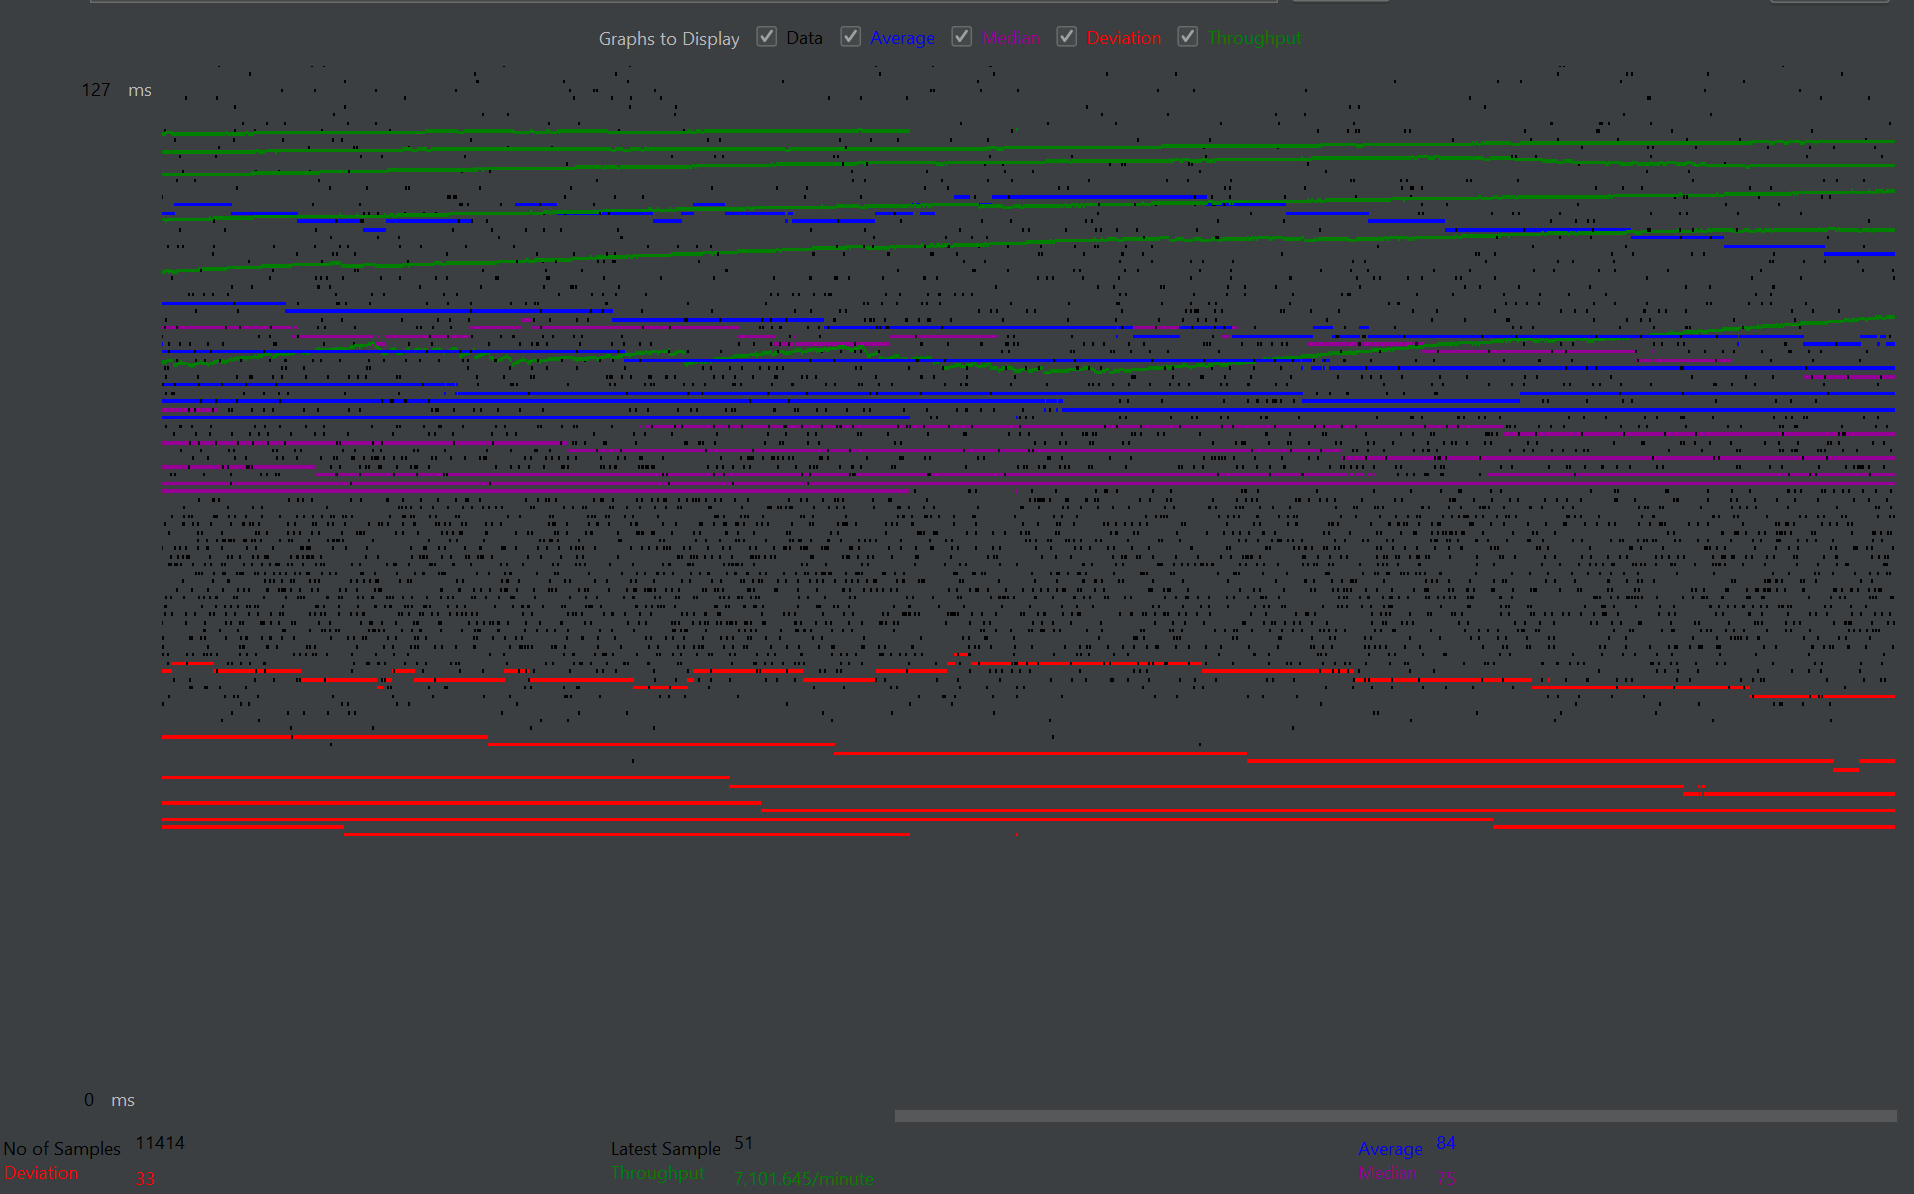 Graphs to Display Data Average Median Deviation Throughput
127 ms
0 ms
No of Samples 11414 Latest Sample 51 Average 84
Deviation 33 Throughput 7,101.645/minute Median 75